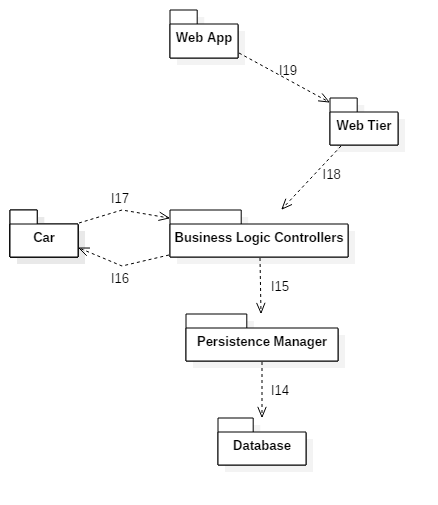 Web App
I19
Web Tier
I18
I17
Car
Business Logic Controllers
I16
I15
Persistence Manager
I14
Database